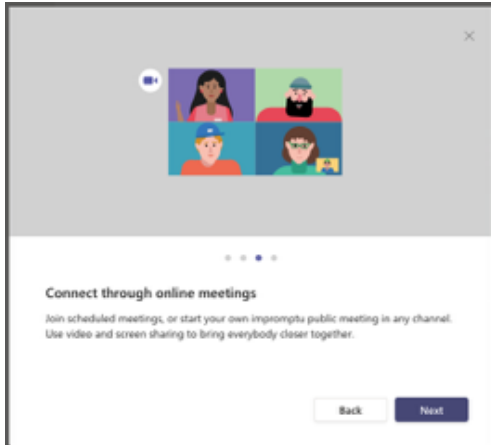 Connect through online meetings
Join scheduled meetings, or start your own impromptu public meeting in any channel.
Use video and screen sharing to bring everybody closer together.
Back
Next